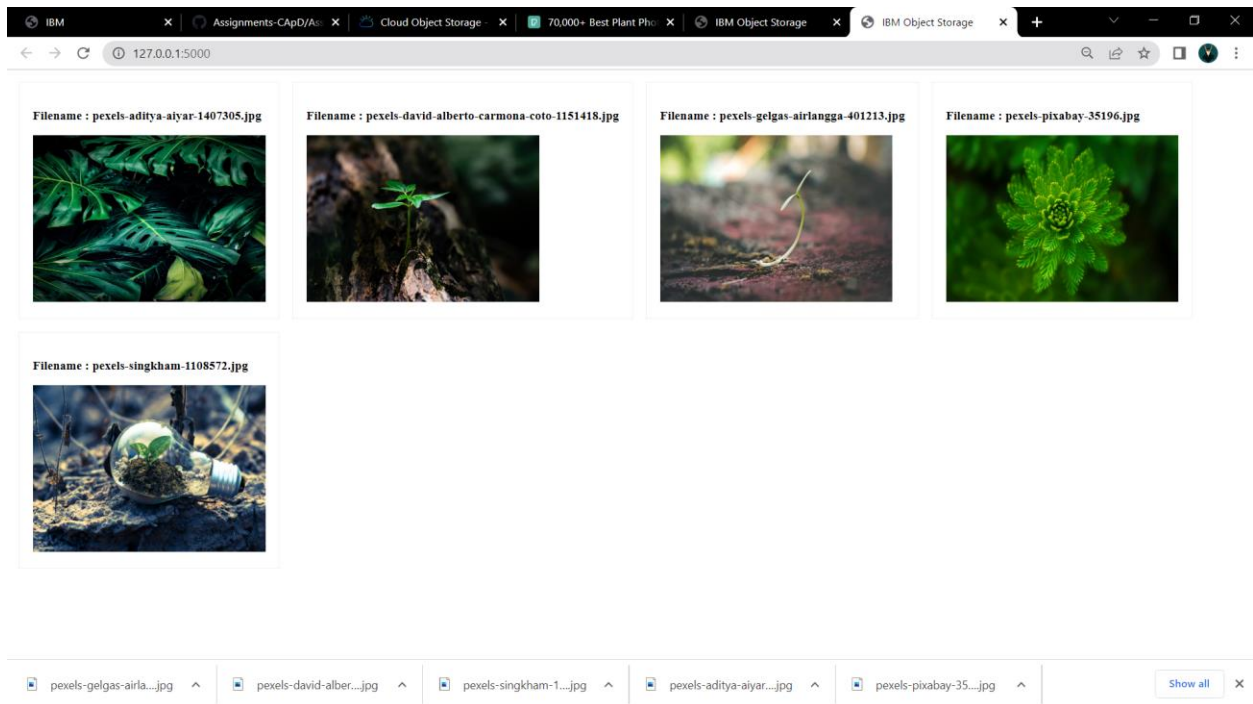 IBM
Assignments-CApD/Ass
Cloud Object Storage -
70,000+ Best Plant Pho
IBM Object Storage
IBM Object Storage
127.0.0.1:5000
Filename : pexels-aditya-aiyar-1407305.jpg
Filename : pexels-david-alberto-carmona-coto-1151418.jpg
Filename : pexels-gelgas-airlangga-401213.jpg
Filename : pexels-pixabay-35196.jpg
Filename : pexels-singkham-1108572.jpg
pexels-gelgas-airla....jpg
pexels-david-alber....jpg
pexels-singkham-1....jpg
pexels-aditya-aiyar....jpg
pexels-pixabay-35....jpg
Show all